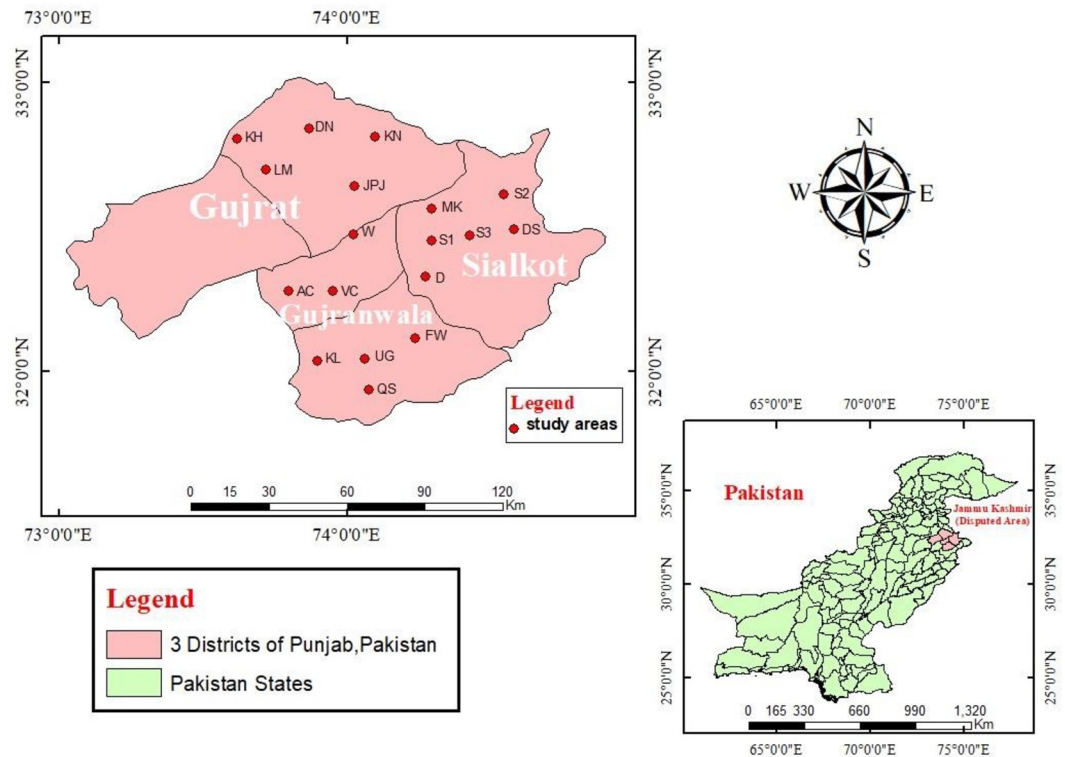 73°0'0"E 74°0'0"E
33°0'0"N 33°0'0"N
DN
KH KN
LM
JPJ
Gujrat
S2
MK
DS
W S1 S3
Sialkot
D
AC VC
Gujranwala
FW
KL UG
QS
32°0'0"N 32°0'0"N
Legend
study areas
0 15 30 60 90 120
Km
73°0'0"E 74°0'0"E
N
W E
S
Legend
3 Districts of Punjab,Pakistan
Pakistan States
65°0'0"E 70°0'0"E 75°0'0"E
35°0'0"N 35°0'0"N
Pakistan
Jammu Kashmir
(Disputed Area)
30°0'0"N 30°0'0"N
25°0'0"N 25°0'0"N
0 165 330 660 990 1,320
Km
65°0'0"E 70°0'0"E 75°0'0"E